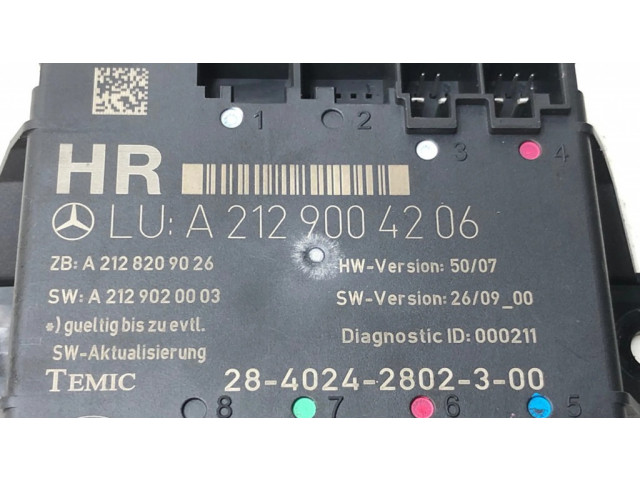 1 2 3 4
HR
LU: A 212 900 42 06
ZB: A 212 820 90 26
HW-Version: 50/07
SW: A 212 902 00 03
SW-Version: 26/09_00
*) gueltig bis zu evtl.
SW-Aktualisierung
Diagnostic ID: 000211
TEMIC
28-4024-2802-3-00
8 7 6 5